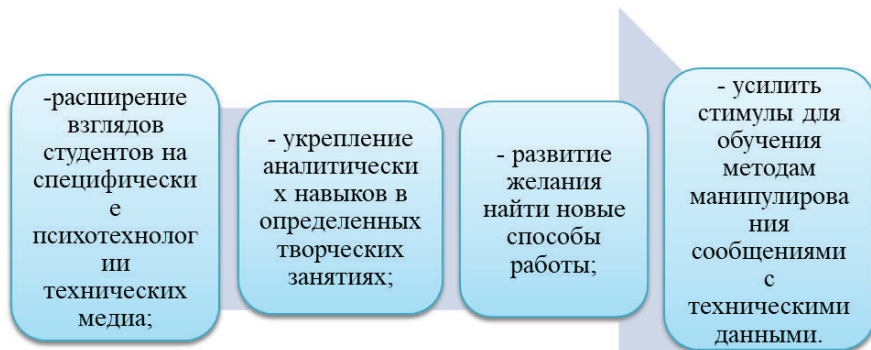 -расширение
взглядов
студентов на
специфически
е
психотехнолог
ии
технических
медиа;
- укрепление
аналитически
х навыков в
определенных
творческих
занятиях;
- развитие
желания
найти новые
способы
работы;
- усилить
стимулы для
обучения
методам
манипулирова
ния
сообщениями
с
техническими
данными.